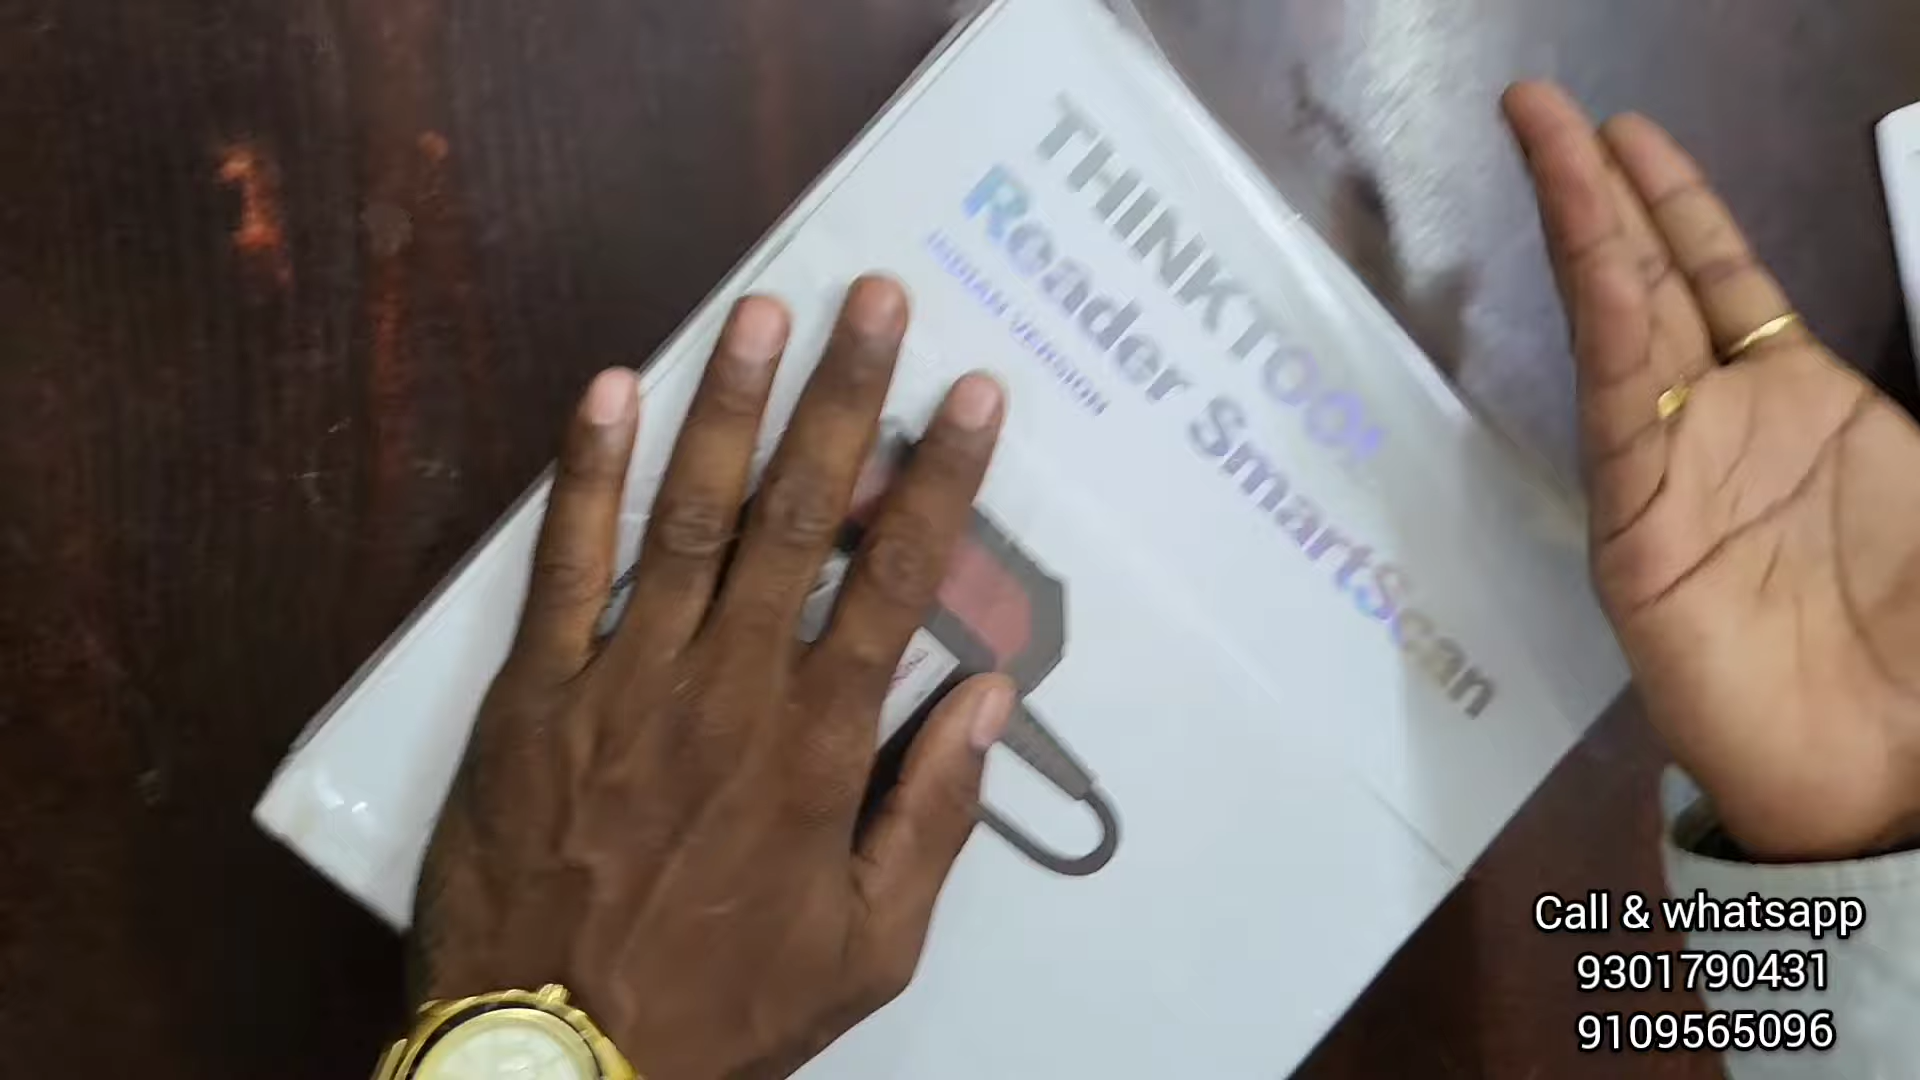 THINKTOOL
Reader SmartScan
INDIAN Version
Call & whatsapp
9301790431
9109565096